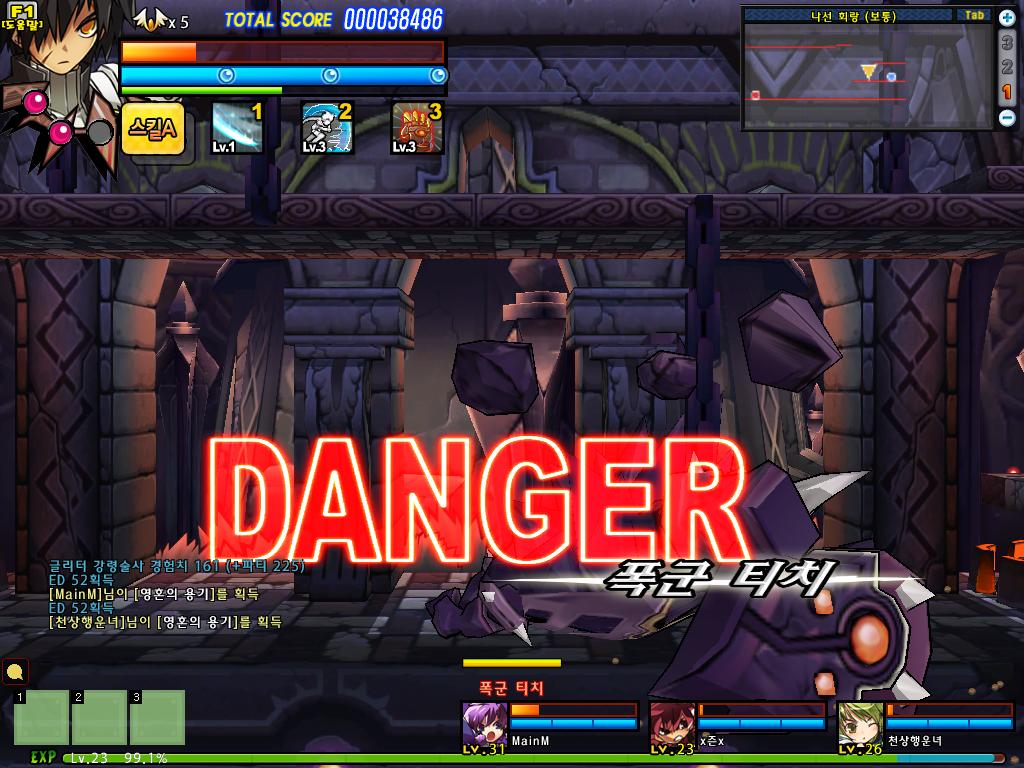 F1
[도움말]
x 5
TOTAL SCORE 000038486
나선 회랑 (보통) Tab
3
2
1
스킬A
1
Lv.1
2
Lv.3
3
Lv.3
DANGER
폭군 티치
글리터 강령술사 경험치 161 (+파티 225)
ED 52획득
[MainM]님이 [영혼의 용기]를 획득
ED 52획득
[천상행운녀]님이 [영혼의 용기]를 획득
폭군 티치
1 2 3
Lv.31 MainM
Lv.23 x즌x
Lv.26 천상행운녀
EXP Lv.23 99.1%